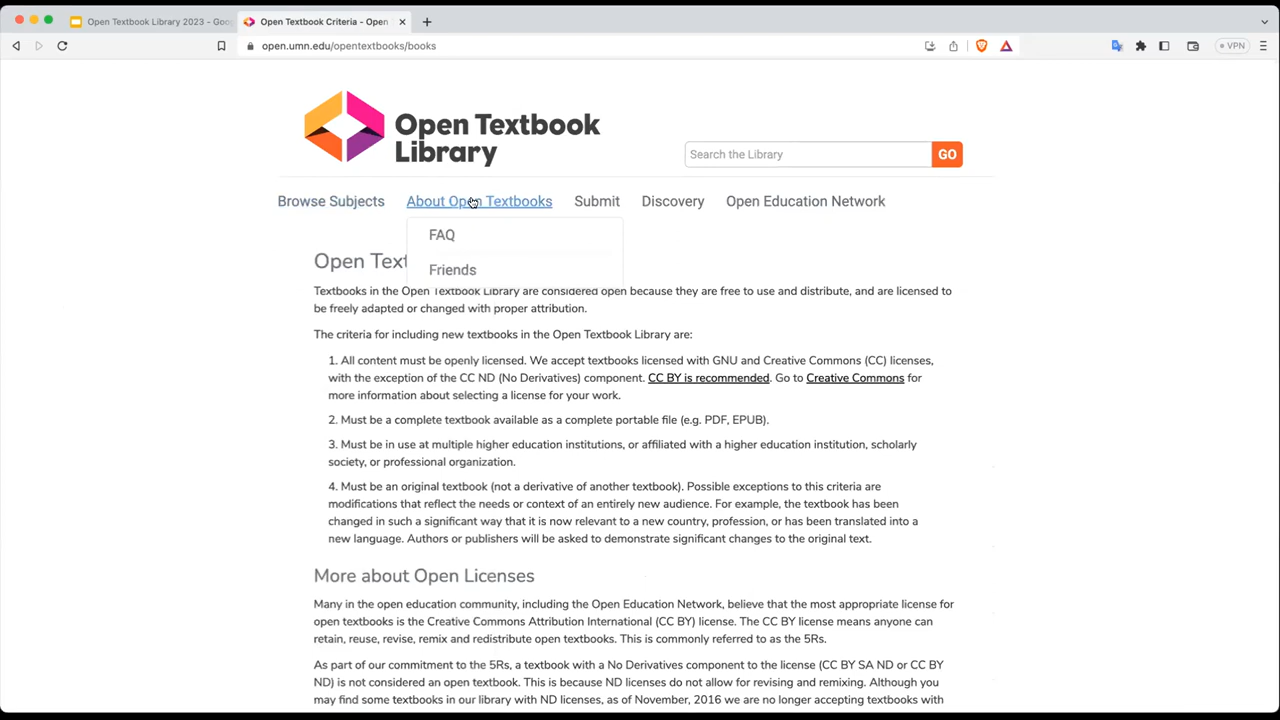 Open Textbook Library 2023 - Goo
Open Textbook Criteria - Open
open.umn.edu/opentextbooks/books
VPN
Open Textbook
Library
Search the Library
GO
Browse Subjects
About Open Textbooks
Submit
Discovery
Open Education Network
FAQ
Friends
Open Text
Textbooks in the Open Textbook Library are considered open because they are free to use and distribute, and are licensed to
be freely adapted or changed with proper attribution.
The criteria for including new textbooks in the Open Textbook Library are:
1. All content must be openly licensed. We accept textbooks licensed with GNU and Creative Commons (CC) licenses,
with the exception of the CC ND (No Derivatives) component. CC BY is recommended. Go to Creative Commons for
more information about selecting a license for your work.
2. Must be a complete textbook available as a complete portable file (e.g. PDF, EPUB).
3. Must be in use at multiple higher education institutions, or affiliated with a higher education institution, scholarly
society, or professional organization.
4. Must be an original textbook (not a derivative of another textbook). Possible exceptions to this criteria are
modifications that reflect the needs or context of an entirely new audience. For example, the textbook has been
changed in such a significant way that it is now relevant to a new country, profession, or has been translated into a
new language. Authors or publishers will be asked to demonstrate significant changes to the original text.
More about Open Licenses
Many in the open education community, including the Open Education Network, believe that the most appropriate license for
open textbooks is the Creative Commons Attribution International (CC BY) license. The CC BY license means anyone can
retain, reuse, revise, remix and redistribute open textbooks. This is commonly referred to as the 5Rs.
As part of our commitment to the 5Rs, a textbook with a No Derivatives component to the license (CC BY SA ND or CC BY
ND) is not considered an open textbook. This is because ND licenses do not allow for revising and remixing. Although you
may find some textbooks in our library with ND licenses, as of November, 2016 we are no longer accepting textbooks with